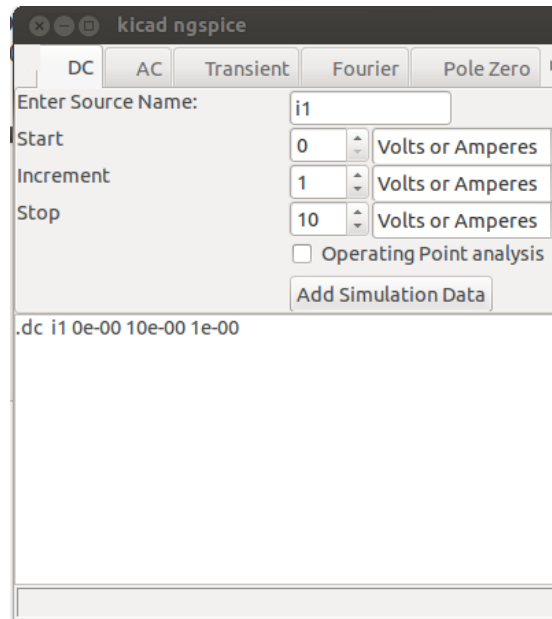 kicad ngspice
DC AC Transient Fourier Pole Zero
Enter Source Name: i1
Start 0 Volts or Amperes
Increment 1 Volts or Amperes
Stop 10 Volts or Amperes
Operating Point analysis
Add Simulation Data
.dc i1 0e-00 10e-00 1e-00